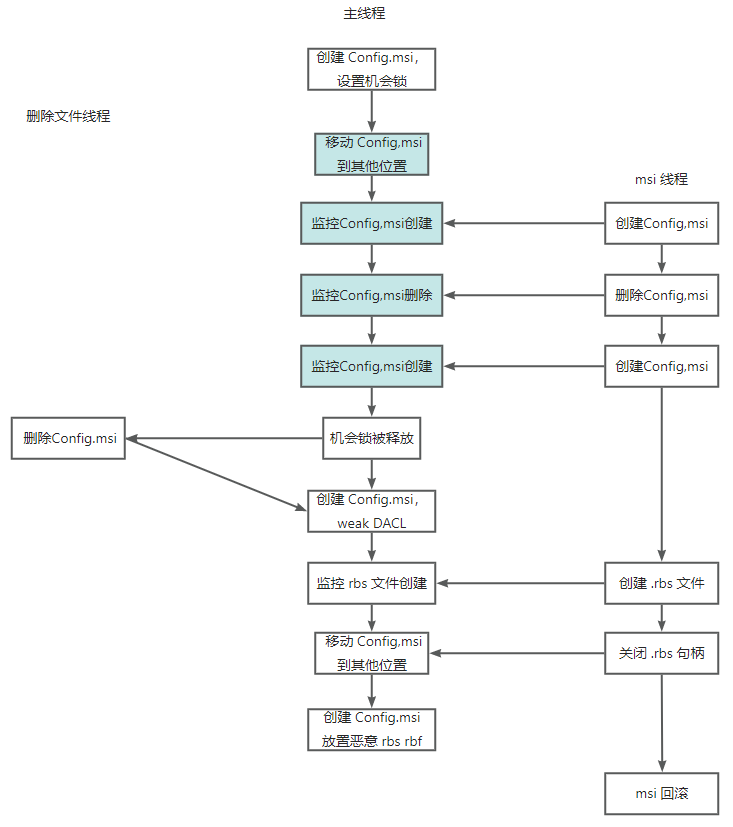 主线程
创建 Config.msi，
设置机会锁
删除文件线程
移动 Config,msi
到其他位置
msi 线程
监控Config,msi创建
创建Config,msi
监控Config,msi删除
删除Config,msi
监控Config,msi创建
创建Config,msi
删除Config.msi
机会锁被释放
创建 Config.msi，
weak DACL
监控 rbs 文件创建
创建 .rbs 文件
移动 Config,msi
到其他位置
关闭 .rbs 句柄
创建 Config.msi
放置恶意 rbs rbf
msi 回滚